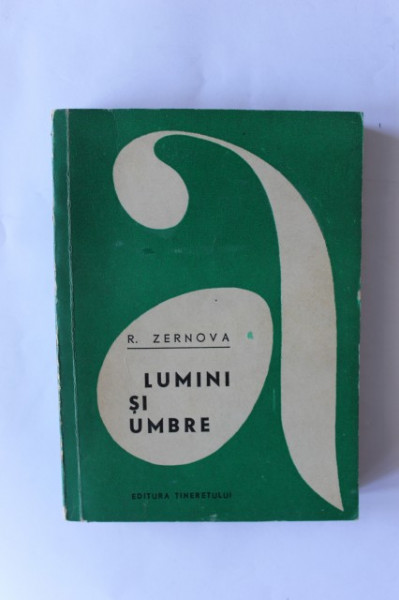 a
R. ZERNOVA
LUMINI
ȘI
UMBRE
EDITURA TINERETULUI